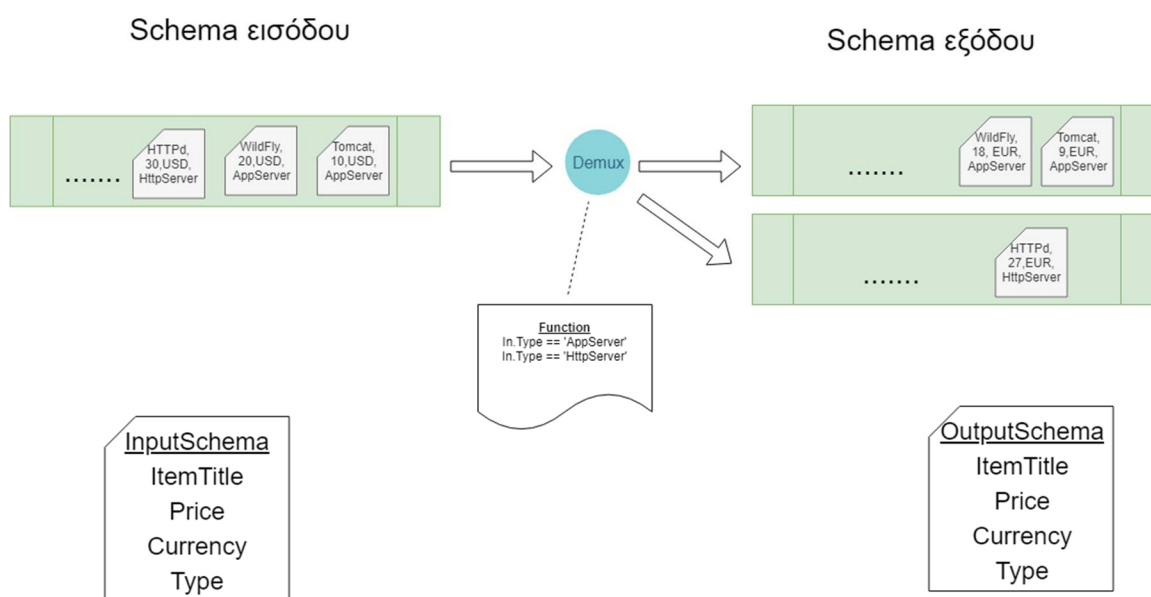 Schema εισόδου
Schema εξόδου
.......
HTTPd,
30,USD,
HttpServer
WildFly,
20,USD,
AppServer
Tomcat,
10,USD,
AppServer
Demux
.......
WildFly,
18, EUR,
AppServer
Tomcat,
9,EUR,
AppServer
.......
HTTPd,
27,EUR,
HttpServer
Function
In.Type == 'AppServer'
In.Type == 'HttpServer'
InputSchema
ItemTitle
Price
Currency
Type
OutputSchema
ItemTitle
Price
Currency
Type